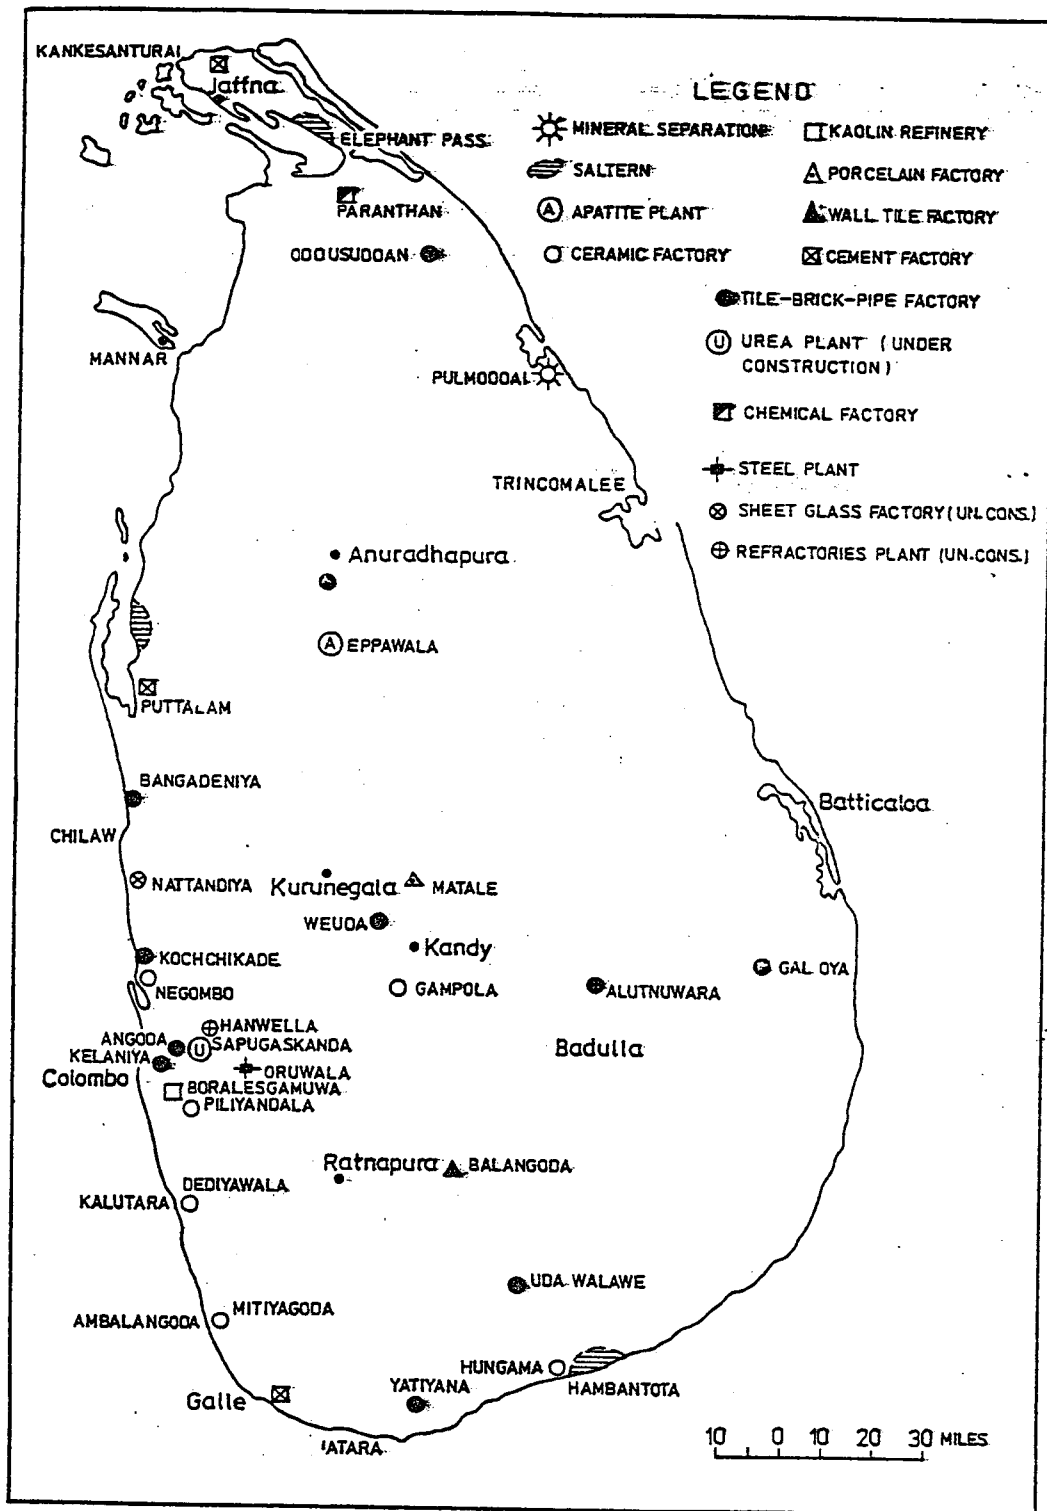 KANKESANTURAI
Jaffna
ELEPHANT PASS
PARANTHAN
ODOUSUDOAN
MANNAR
PULMODOAI
TRINCOMALEE
Anuradhapura
A EPPAWALA
PUTTALAM
BANGADENIYA
Batticaloa
CHILAW
NATTANDIYA
Kurunegala
MATALE
WEUDA
Kandy
KOCHCHIKADE
GAL OYA
NEGOMBO
GAMPOLA
ALUTNUWARA
HANWELLA
ANGODA
U SAPUGASKANDA
KELANIYA
Badulla
Colombo
ORUWALA
BORALESGAMUWA
PILIYANDALA
Ratnapura
BALANGODA
DEDIYAWALA
KALUTARA
UDA WALAWE
MITIYAGODA
AMBALANGODA
HUNGAMA
HAMBANTOTA
YATIYANA
Galle
'ATARA
LEGEND
MINERAL SEPARATION
SALTERN
A APATITE PLANT
CERAMIC FACTORY
KAOLIN REFINERY
PORCELAIN FACTORY
WALL TILE FACTORY
CEMENT FACTORY
TILE-BRICK-PIPE FACTORY
U UREA PLANT (UNDER
CONSTRUCTION)
CHEMICAL FACTORY
STEEL PLANT
SHEET GLASS FACTORY (UN.CONS.)
REFRACTORIES PLANT (UN-CONS.)
10 0 10 20 30 MILES